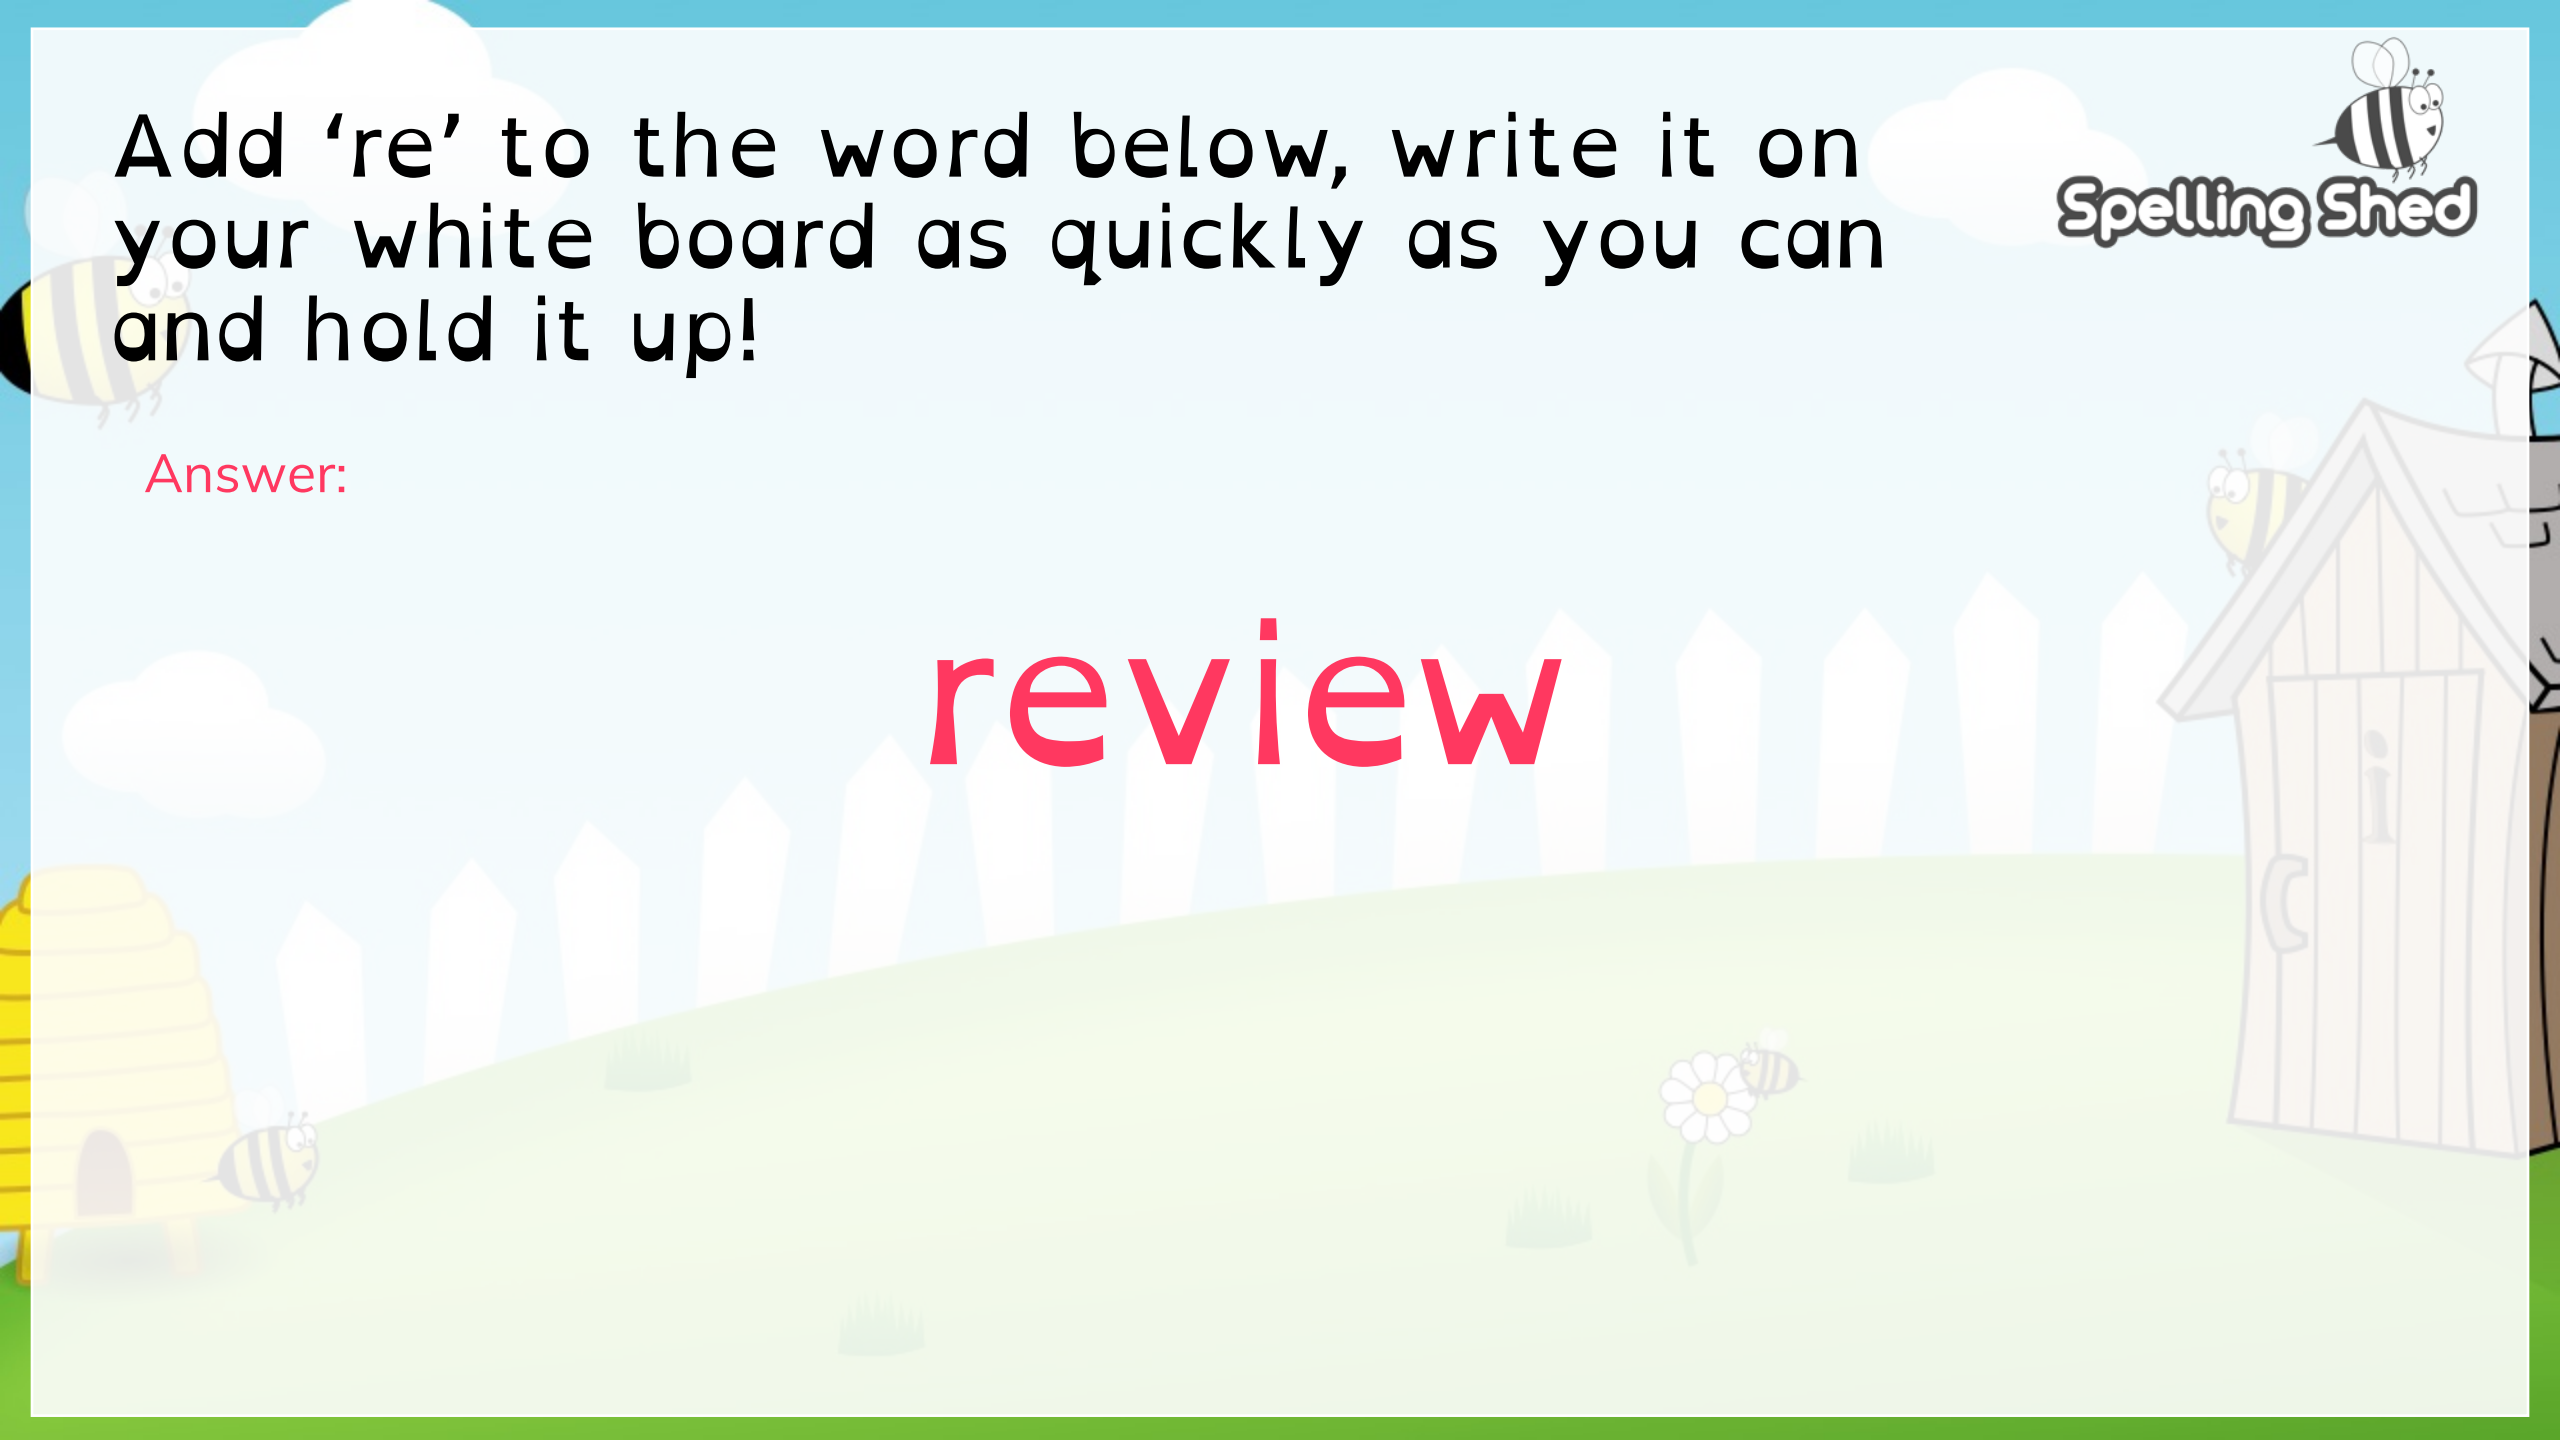 Add ‘re’ to the word below, write it on
your white board as quickly as you can
and hold it up!
Spelling Shed
Answer:
review
i